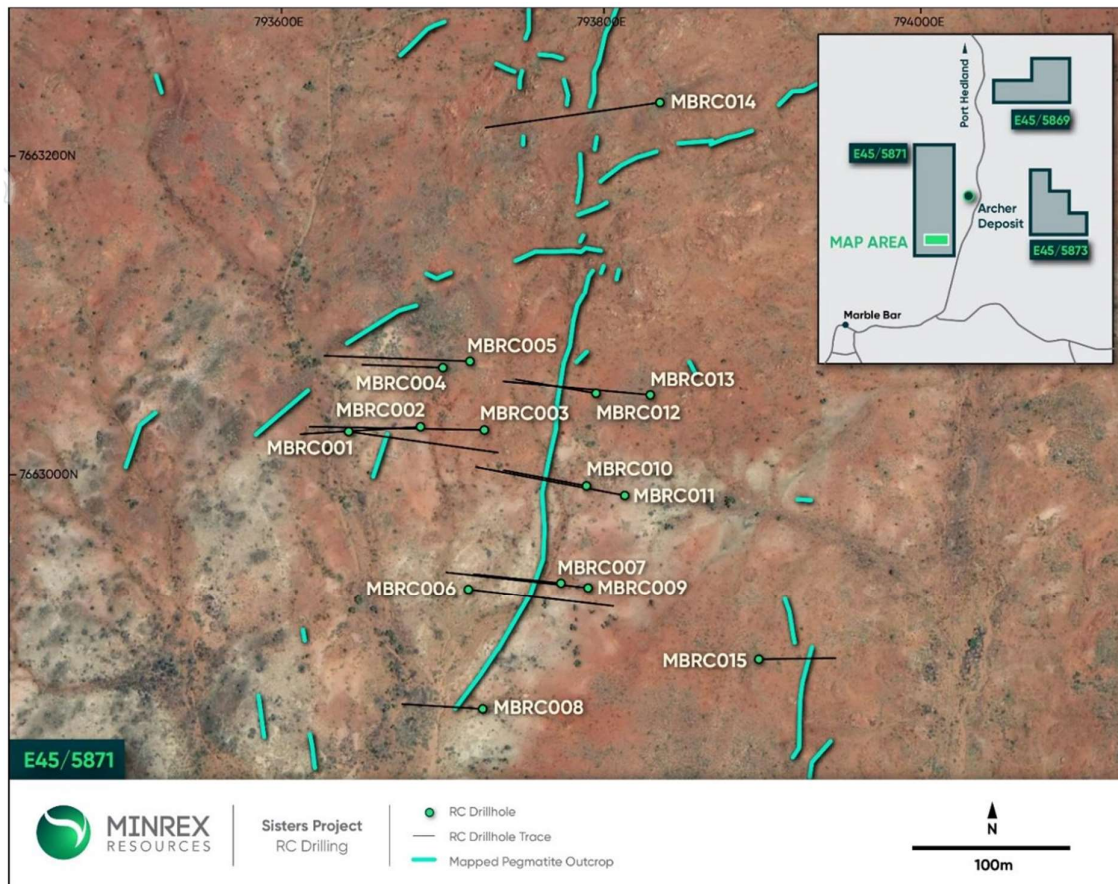 793600E
793800E
794000E
7663200N
7663000N
MBRC014
MBRC005
MBRC004
MBRC013
MBRC012
MBRC002
MBRC003
MBRC001
MBRC010
MBRC011
MBRC007
MBRC006
MBRC009
MBRC015
MBRC008
Port Hedland
E45/5869
E45/5871
Archer
Deposit
MAP AREA
E45/5873
Marble Bar
E45/5871
MINREX
RESOURCES
Sisters Project
RC Drilling
RC Drillhole
RC Drillhole Trace
Mapped Pegmatite Outcrop
N
100m